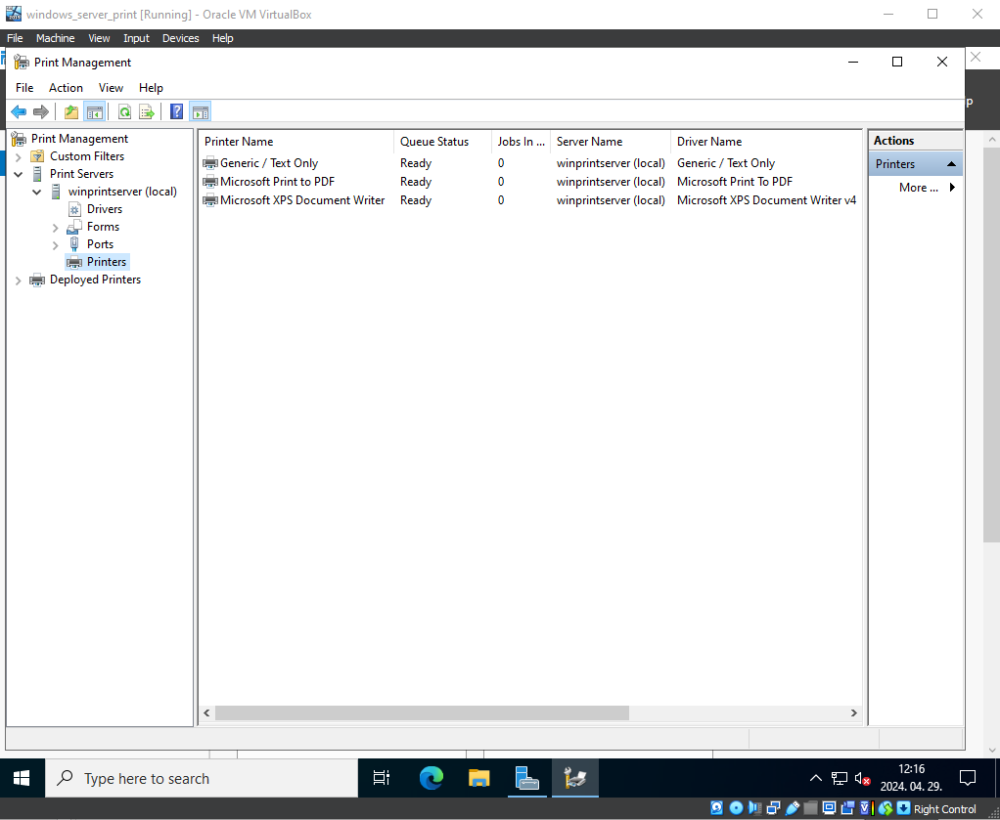 windows_server_print [Running] - Oracle VM VirtualBox
File Machine View Input Devices Help
Print Management
File Action View Help
Print Management
Custom Filters
Print Servers
winprintserver (local)
Drivers
Forms
Ports
Printers
Deployed Printers
Printer Name Queue Status Jobs In ... Server Name Driver Name
Generic / Text Only Ready 0 winprintserver (local) Generic / Text Only
Microsoft Print to PDF Ready 0 winprintserver (local) Microsoft Print To PDF
Microsoft XPS Document Writer Ready 0 winprintserver (local) Microsoft XPS Document Writer v4
Actions
Printers
More ...
p
Type here to search
12:16
2024. 04. 29.
Right Control